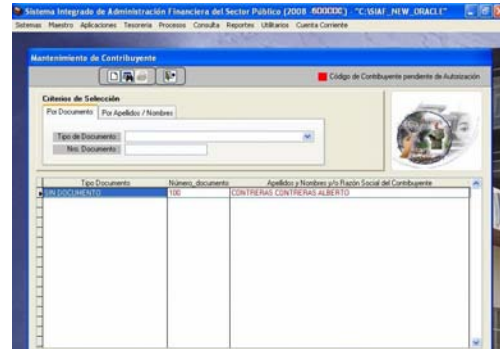 Sistema Integrado de Administración Financiera del Sector Público (2008 -600000) - "C:\SIAF_NEW_ORACLE"
Sistemas Maestro Aplicaciones Tesoreria Procesos Consulta Reportes Utilitarios Cuenta Corriente
Mantenimiento de Contribuyente
Código de Contribuyente pendiente de Autorización
Criterios de Selección
Por Documento Por Apellidos / Nombres
Tipo de Documento
Nro. Documento
Tipo Documento Número_documento Apellidos y Nombres y/o Razón Social del Contribuyente
SIN DOCUMENTO 100 CONTRERAS CONTRERAS ALBERTO